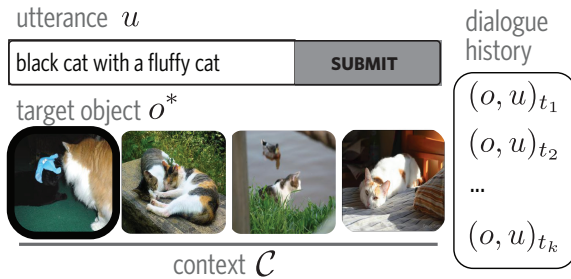 utterance u
black cat with a fluffy cat
SUBMIT
target object o*
context C
dialogue
history
(o, u)t1
(o, u)t2
...
(o, u)tk